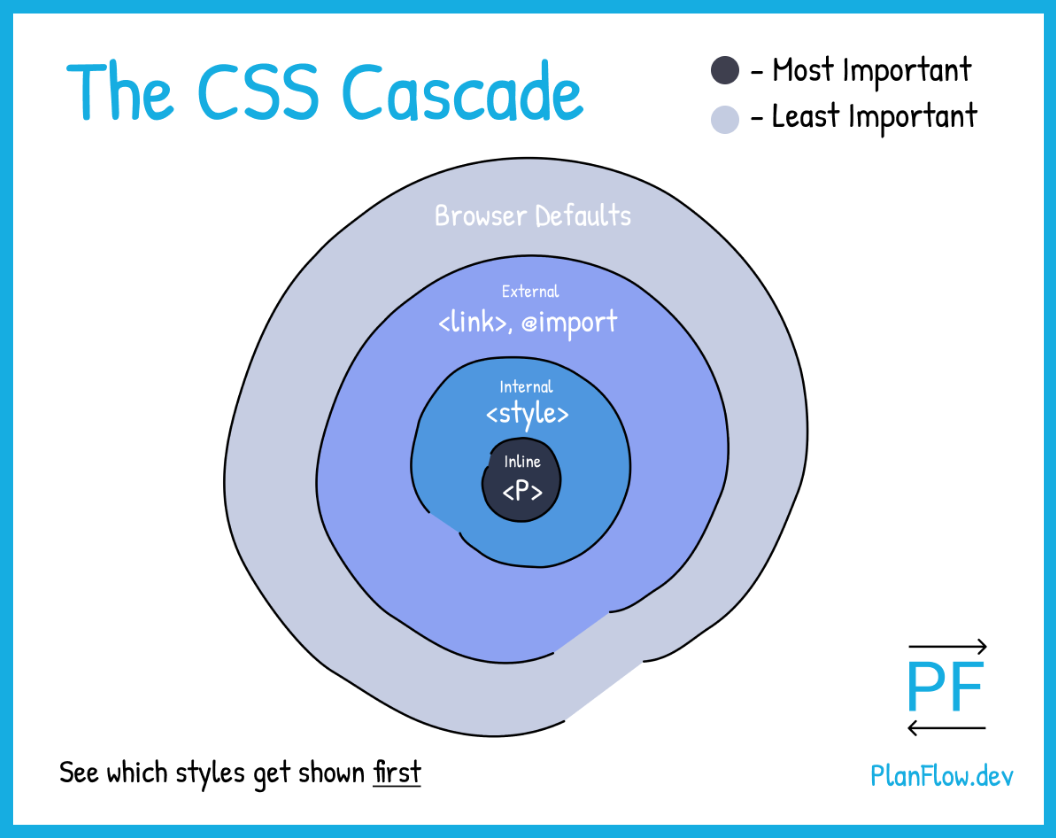 The CSS Cascade
- Most Important
- Least Important
Browser Defaults
External
<link>, @import
Internal
<style>
Inline
<P>
See which styles get shown first
PF
PlanFlow.dev